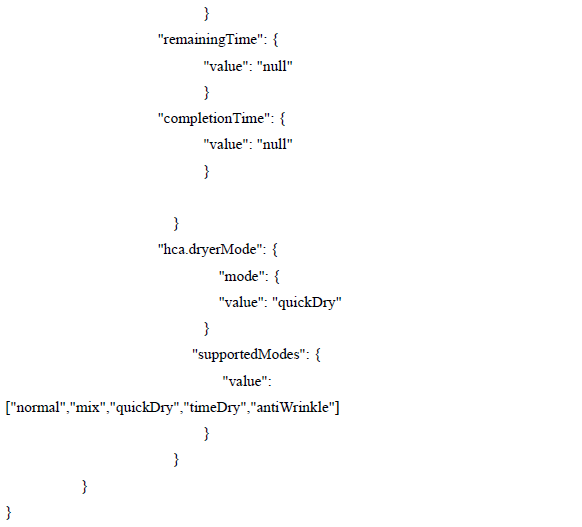 }
"remainingTime": {
"value": "null"
}
"completionTime": {
"value": "null"
}
}
"hca.dryerMode": {
"mode": {
"value": "quickDry"
}
"supportedModes": {
"value":
["normal","mix","quickDry","timeDry","antiWrinkle"]
}
}
}
}